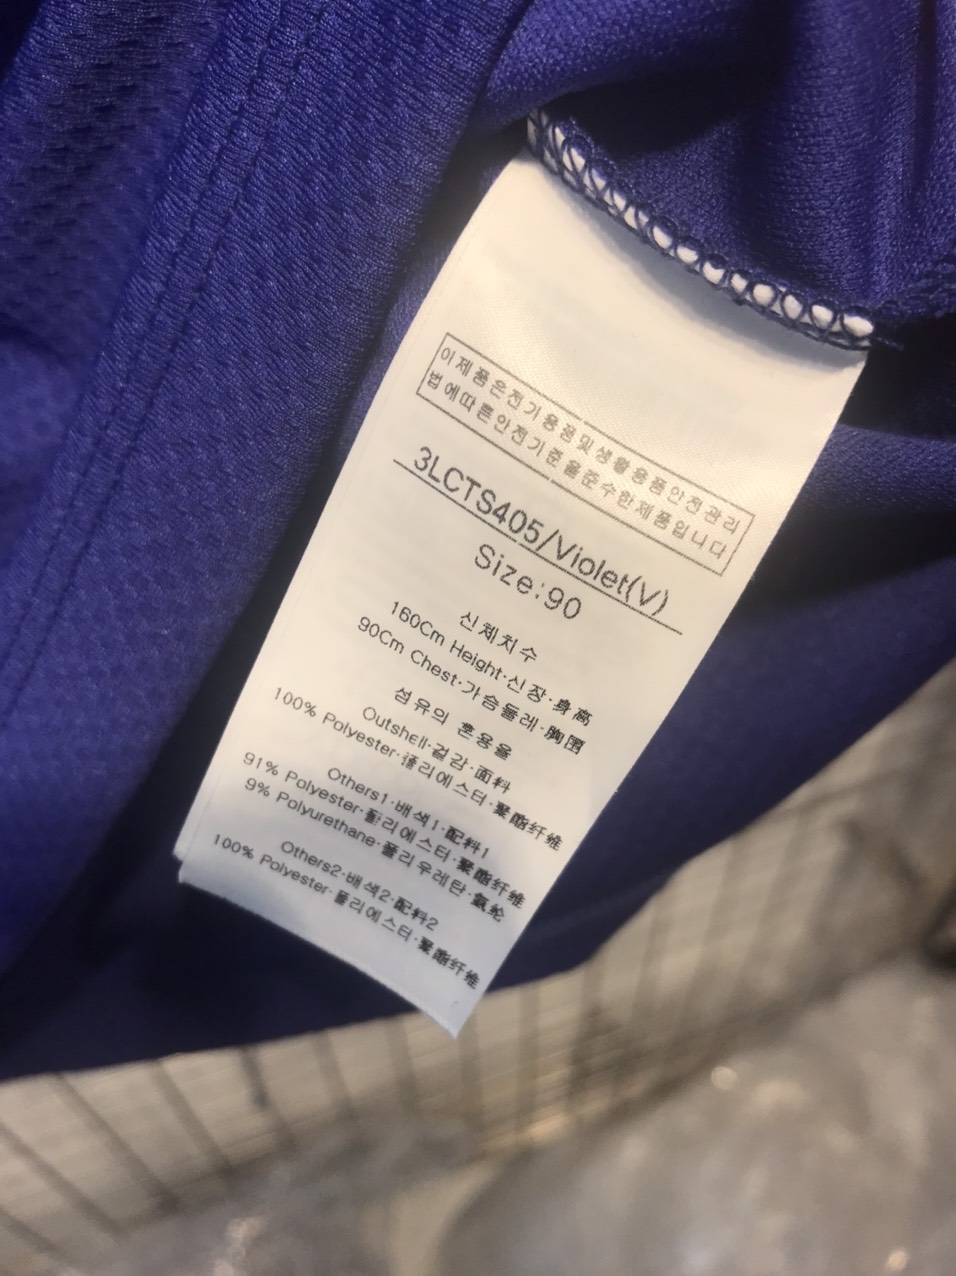 이제품은전기용품및생활용품안전관리
법에따른안전기준을준수한제품입니다
3LCTS405/Violet(V)
Size:90
신체치수
160Cm Height·신장·身高
90Cm Chest·가슴둘레·胸围
섬유의 혼용율
Outshell·겉감·面料
100% Polyester·폴리에스터·聚酯纤维
Others1·배색1·配料1
91% Polyester·폴리에스터·聚酯纤维
9% Polyurethane·폴리우레탄·氨纶
Others2·배색2·配料2
100% Polyester·폴리에스터·聚酯纤维